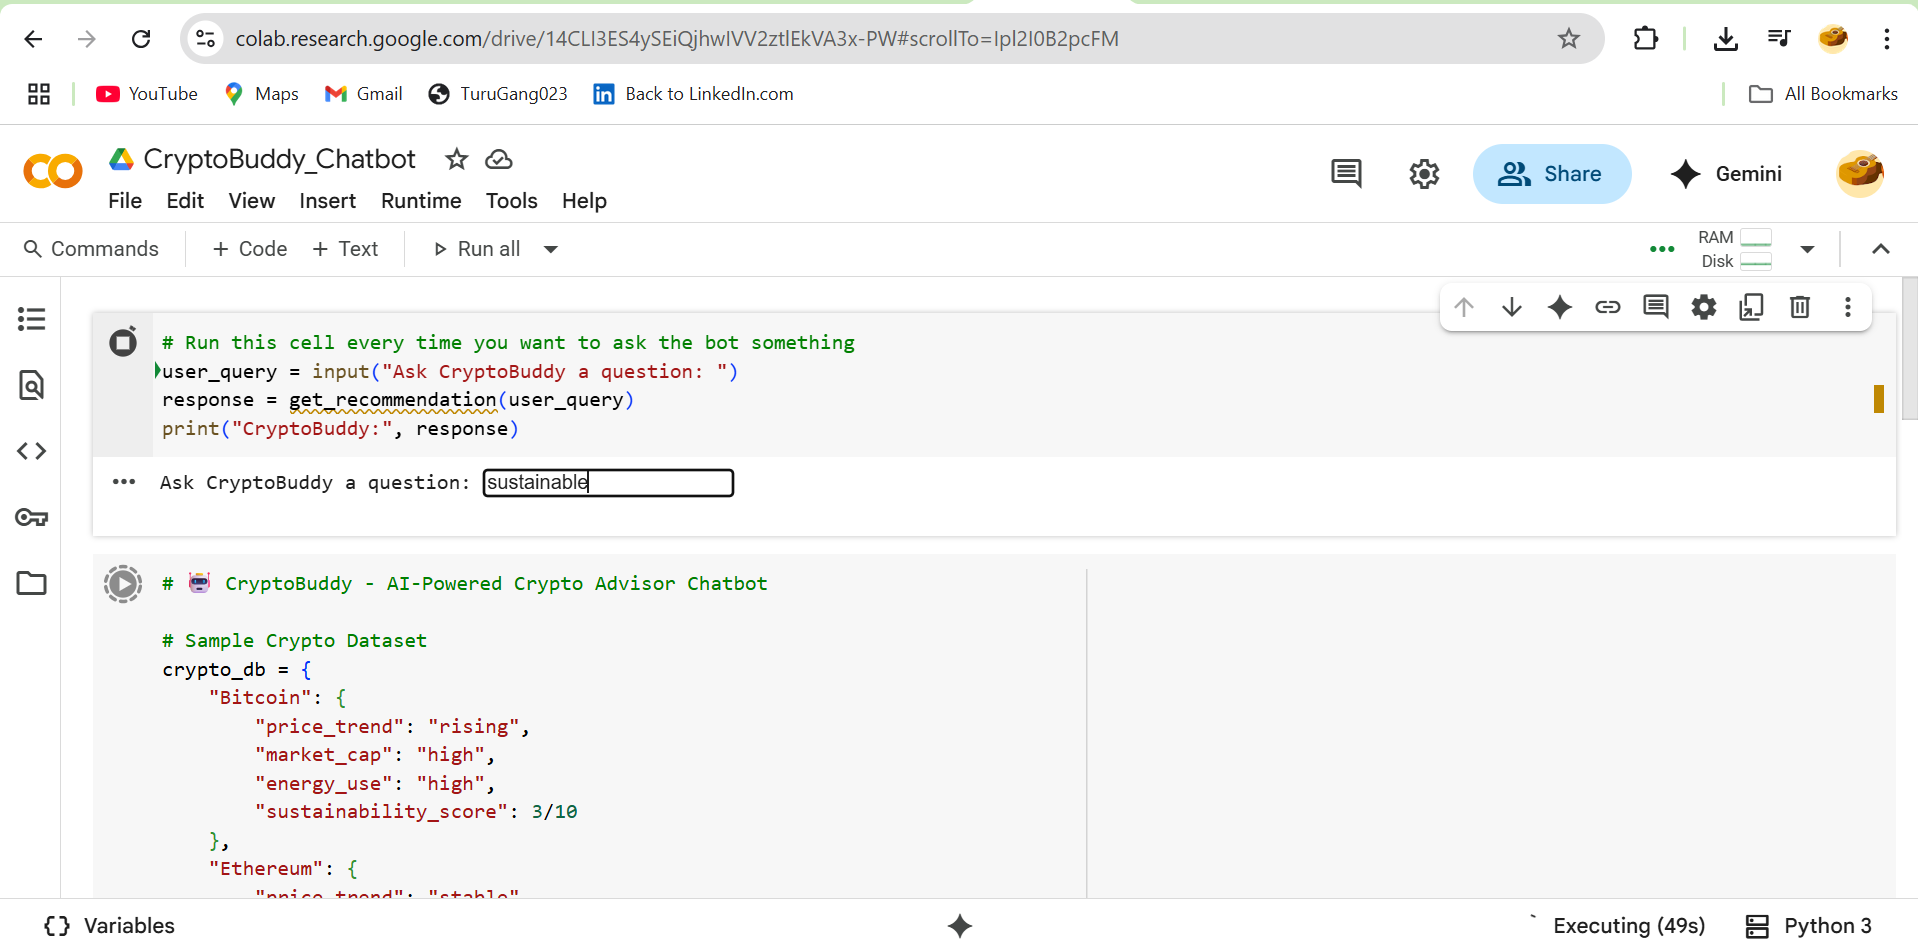 colab.research.google.com/drive/14CLI3ES4ySEiQjhwIVV2ztlEkVA3x-PW#scrollTo=Ipl2I0B2pcFM
YouTube Maps Gmail TuruGang023 Back to LinkedIn.com All Bookmarks
CryptoBuddy_Chatbot
File Edit View Insert Runtime Tools Help
Share Gemini
Commands + Code + Text Run all
RAM
Disk
# Run this cell every time you want to ask the bot something
user_query = input("Ask CryptoBuddy a question: ")
response = get_recommendation(user_query)
print("CryptoBuddy:", response)
Ask CryptoBuddy a question: sustainable
# 🤖 CryptoBuddy - AI-Powered Crypto Advisor Chatbot
# Sample Crypto Dataset
crypto_db = {
"Bitcoin": {
"price_trend": "rising",
"market_cap": "high",
"energy_use": "high",
"sustainability_score": 3/10
},
"Ethereum": {
"price_trend": "stable"
Variables Executing (49s) Python 3